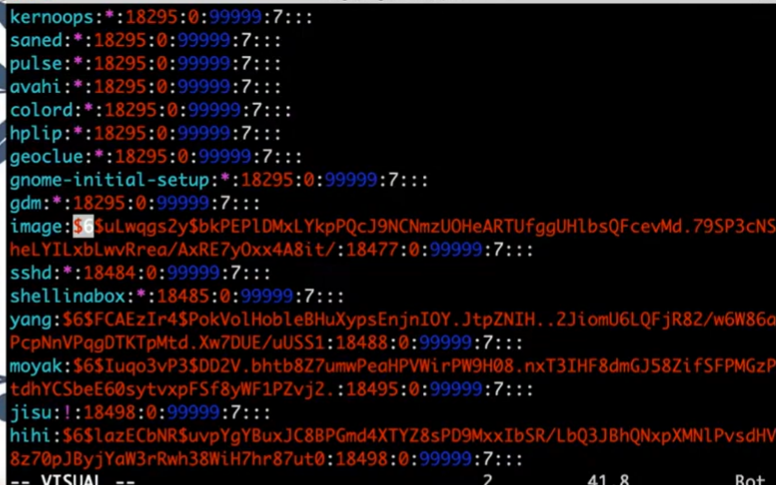 kernoops:*:18295:0:99999:7:::
saned:*:18295:0:99999:7:::
pulse:*:18295:0:99999:7:::
avahi:*:18295:0:99999:7:::
colord:*:18295:0:99999:7:::
hplip:*:18295:0:99999:7:::
geoclue:*:18295:0:99999:7:::
gnome-initial-setup:*:18295:0:99999:7:::
gdm:*:18295:0:99999:7:::
image:$6$uLwqgs2y$bkPEPlDMxLYkpPQcJ9NCNmzUOHeARTUfggUHlbsQFcevMd.79SP3cNS
heLYILxbLwvRrea/AxRE7yOxx4A8it/:18477:0:99999:7:::
sshd:*:18484:0:99999:7:::
shellinabox:*:18485:0:99999:7:::
yang:$6$FCAEzIr4$PokVolHobleBHuXypsEnjnIOY.JtpZNIH..2JiomU6LQFjR82/w6W86q
PcpNnVPqgDTKTpMtd.Xw7DUE/uUSS1:18488:0:99999:7:::
moyak:$6$Iuqo3vP3$DD2V.bhtb8Z7umwPeaHPVWirPW9H08.nxT3IHF8dmGJ58ZifSFPMGzP
tdhYCSbeE60sytvxpFSf8yWF1PZvj2.:18495:0:99999:7:::
jisu:!:18498:0:99999:7:::
hihi:$6$lazECbNR$uvpYgYBuxJC8BPGmd4XTYZ8sPD9MxxIbSR/LbQ3JBhQNxpXMNlPvsdHV
8z70pJByjYaW3rRwh38WiH7hr87ut0:18498:0:99999:7:::
-- VISUAL -- 2 41,8 Bot